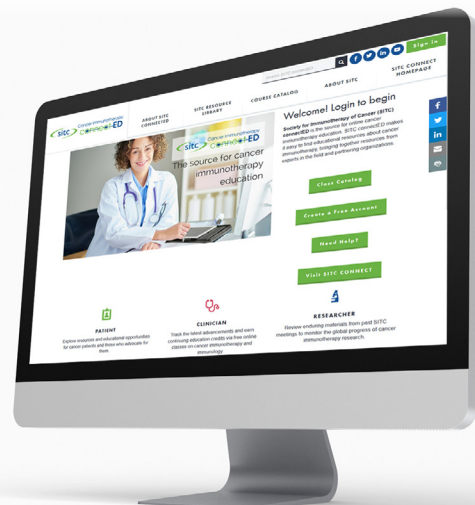 Sign In
sitc
Cancer Immunotherapy
connectED
ABOUT SITC
CONNECTED
SITC RESOURCE
LIBRARY
COURSE CATALOG
ABOUT SITC
SITC CONNECT
HOMEPAGE
sitc
Cancer Immunotherapy
connectED
The source for cancer
immunotherapy
education
Welcome! Login to begin
Society for Immunotherapy of Cancer (SITC)
connectED is the source for online cancer
immunotherapy education. SITC connectED makes
it easy to find educational resources about cancer
immunotherapy, bringing together resources from
experts in the field and partnering organizations.
Class Catalog
Create a Free Account
Need Help?
Visit SITC CONNECT
PATIENT
Explore resources and educational opportunities
for cancer patients and those who advocate for
them.
CLINICIAN
Track the latest advancements and earn
continuing education credits via free online
classes on cancer immunotherapy and
immunology.
RESEARCHER
Review enduring materials from past SITC
meetings to monitor the global progress of cancer
immunotherapy research.